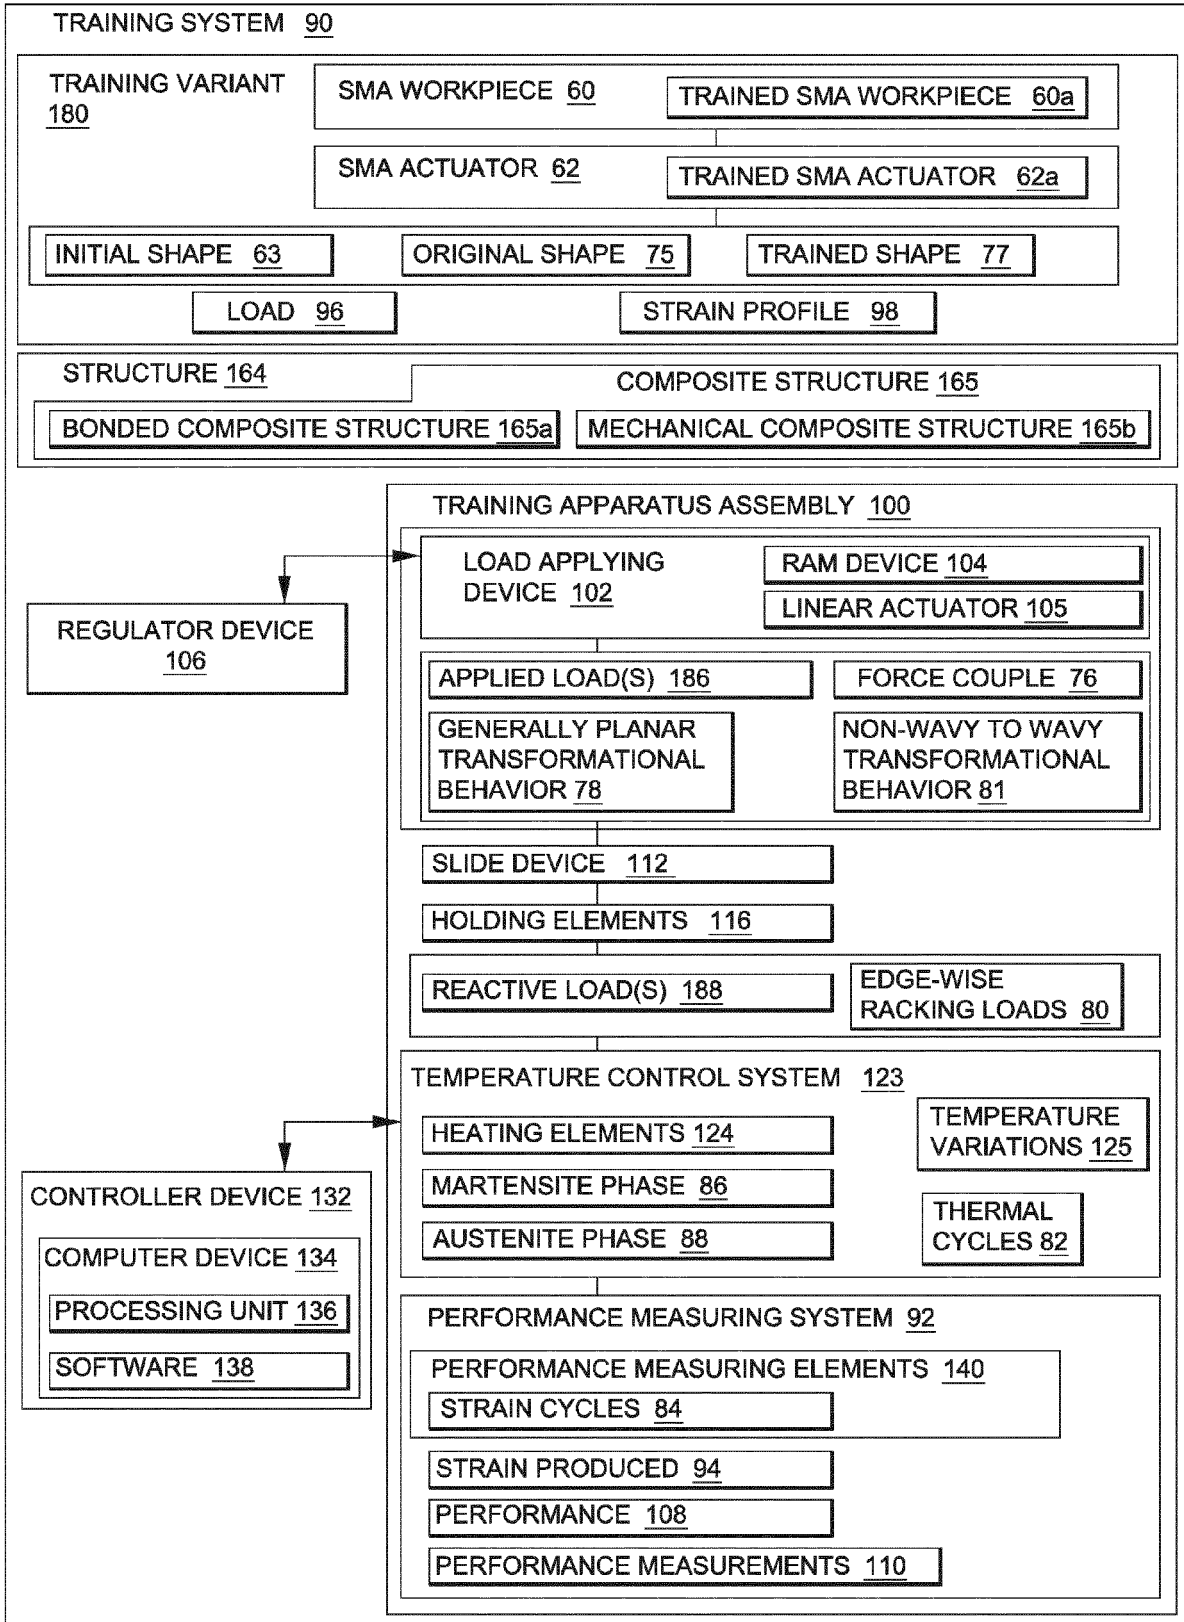 TRAINING SYSTEM 90
TRAINING VARIANT
180
SMA WORKPIECE 60
TRAINED SMA WORKPIECE 60a
SMA ACTUATOR 62
TRAINED SMA ACTUATOR 62a
INITIAL SHAPE 63
ORIGINAL SHAPE 75
TRAINED SHAPE 77
LOAD 96
STRAIN PROFILE 98
STRUCTURE 164
COMPOSITE STRUCTURE 165
BONDED COMPOSITE STRUCTURE 165a
MECHANICAL COMPOSITE STRUCTURE 165b
TRAINING APPARATUS ASSEMBLY 100
LOAD APPLYING
DEVICE 102
RAM DEVICE 104
LINEAR ACTUATOR 105
REGULATOR DEVICE
106
APPLIED LOAD(S) 186
FORCE COUPLE 76
GENERALLY PLANAR
TRANSFORMATIONAL
BEHAVIOR 78
NON-WAVY TO WAVY
TRANSFORMATIONAL
BEHAVIOR 81
SLIDE DEVICE 112
HOLDING ELEMENTS 116
REACTIVE LOAD(S) 188
EDGE-WISE
RACKING LOADS 80
TEMPERATURE CONTROL SYSTEM 123
HEATING ELEMENTS 124
TEMPERATURE
VARIATIONS 125
MARTENSITE PHASE 86
AUSTENITE PHASE 88
THERMAL
CYCLES 82
CONTROLLER DEVICE 132
COMPUTER DEVICE 134
PROCESSING UNIT 136
SOFTWARE 138
PERFORMANCE MEASURING SYSTEM 92
PERFORMANCE MEASURING ELEMENTS 140
STRAIN CYCLES 84
STRAIN PRODUCED 94
PERFORMANCE 108
PERFORMANCE MEASUREMENTS 110